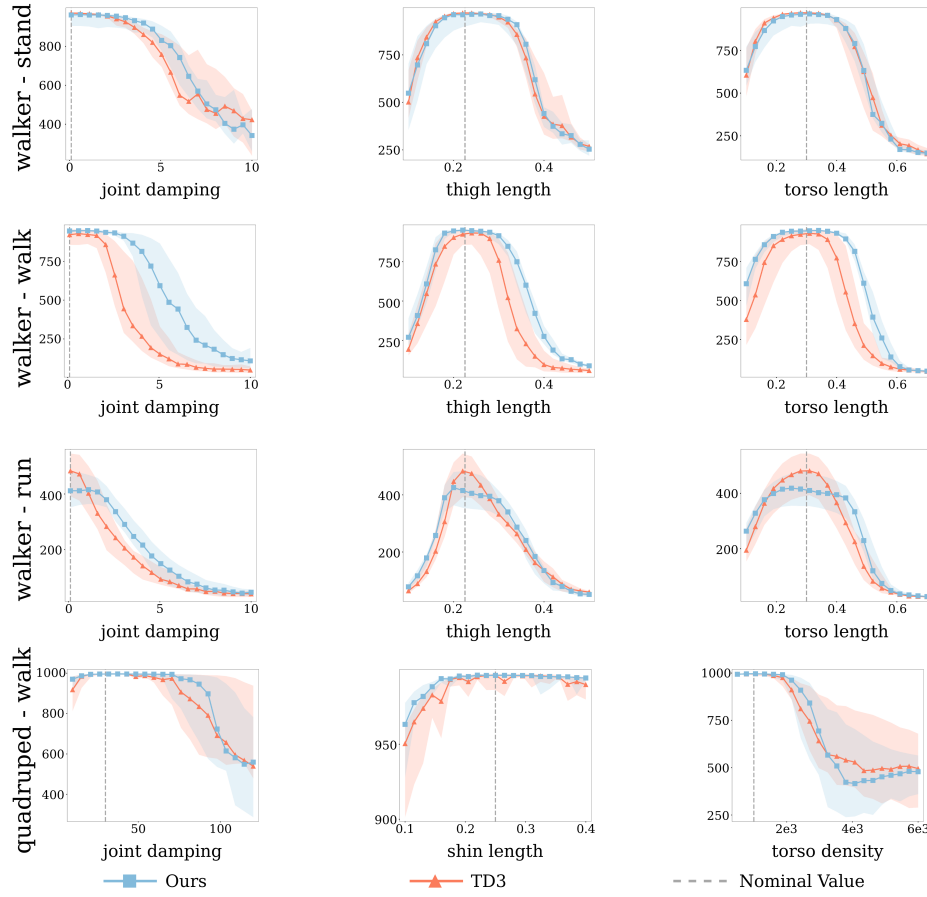 walker - stand
800
600
400
0
5
10
joint damping
750
500
250
0.2
0.4
thigh length
750
500
250
0.2
0.4
0.6
torso length
walker - walk
750
500
250
0
5
10
joint damping
750
500
250
0.2
0.4
thigh length
750
500
250
0.2
0.4
0.6
torso length
walker - run
400
200
0
5
10
joint damping
400
200
0.2
0.4
thigh length
400
200
0.2
0.4
0.6
torso length
quadruped - walk
1000
800
600
400
50
100
joint damping
950
900
0.1
0.2
0.3
0.4
shin length
1000
750
500
250
2e3
4e3
6e3
torso density
Ours
TD3
Nominal Value